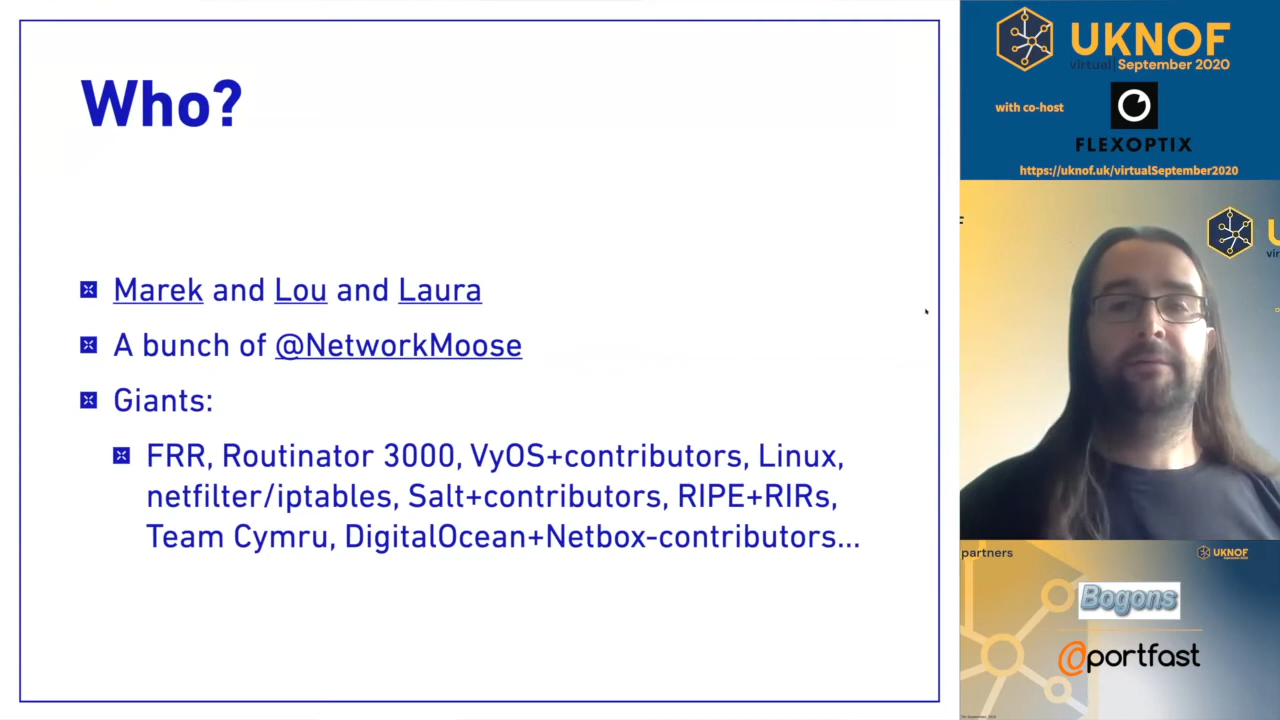 Who?
Marek and Lou and Laura
A bunch of @NetworkMoose
Giants:
FRR, Routinator 3000, VyOS+contributors, Linux,
netfilter/iptables, Salt+contributors, RIPE+RIRs,
Team Cymru, DigitalOcean+Netbox-contributors...
UKNOF
virtual September 2020
with co-host
FLEXOPTIX
https://uknof.uk/virtualSeptember2020
partners
UKNOF
Bogons
@portfast